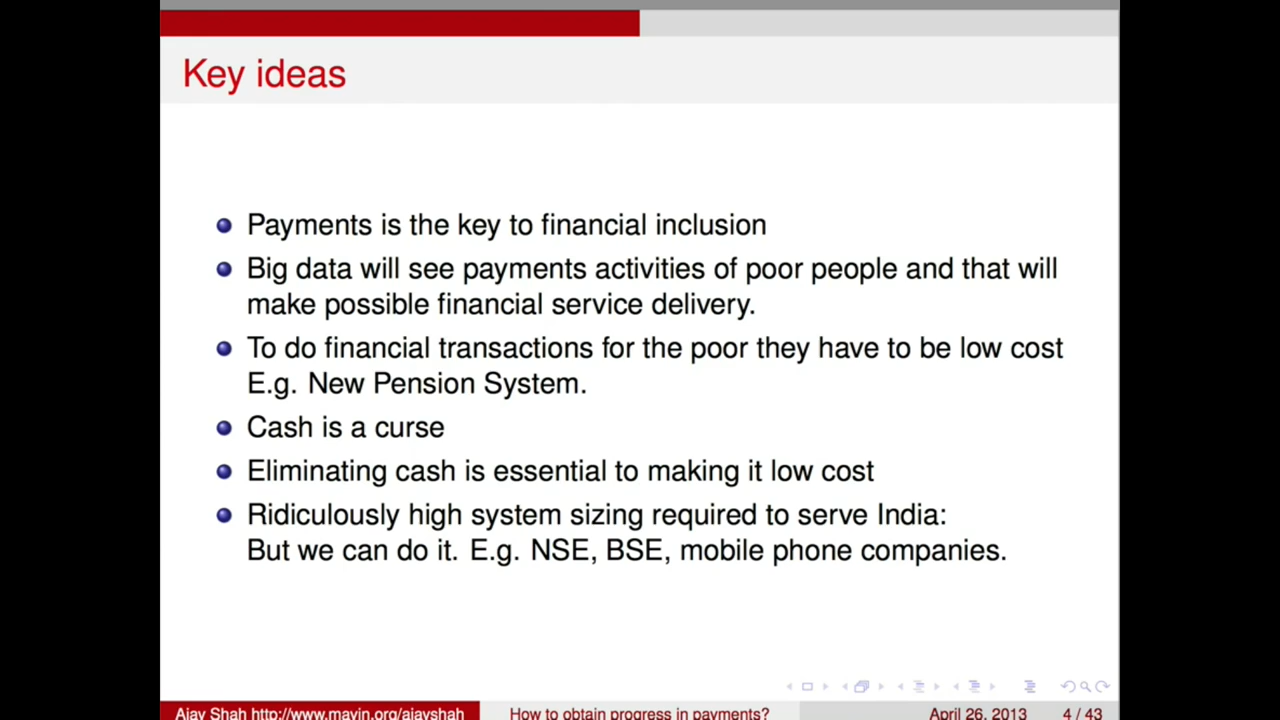 Key ideas
Payments is the key to financial inclusion
Big data will see payments activities of poor people and that will
make possible financial service delivery.
To do financial transactions for the poor they have to be low cost
E.g. New Pension System.
Cash is a curse
Eliminating cash is essential to making it low cost
Ridiculously high system sizing required to serve India:
But we can do it. E.g. NSE, BSE, mobile phone companies.
Ajay Shah http://www.mayin.org/ajayshah How to obtain progress in payments? April 26, 2013 4 / 43